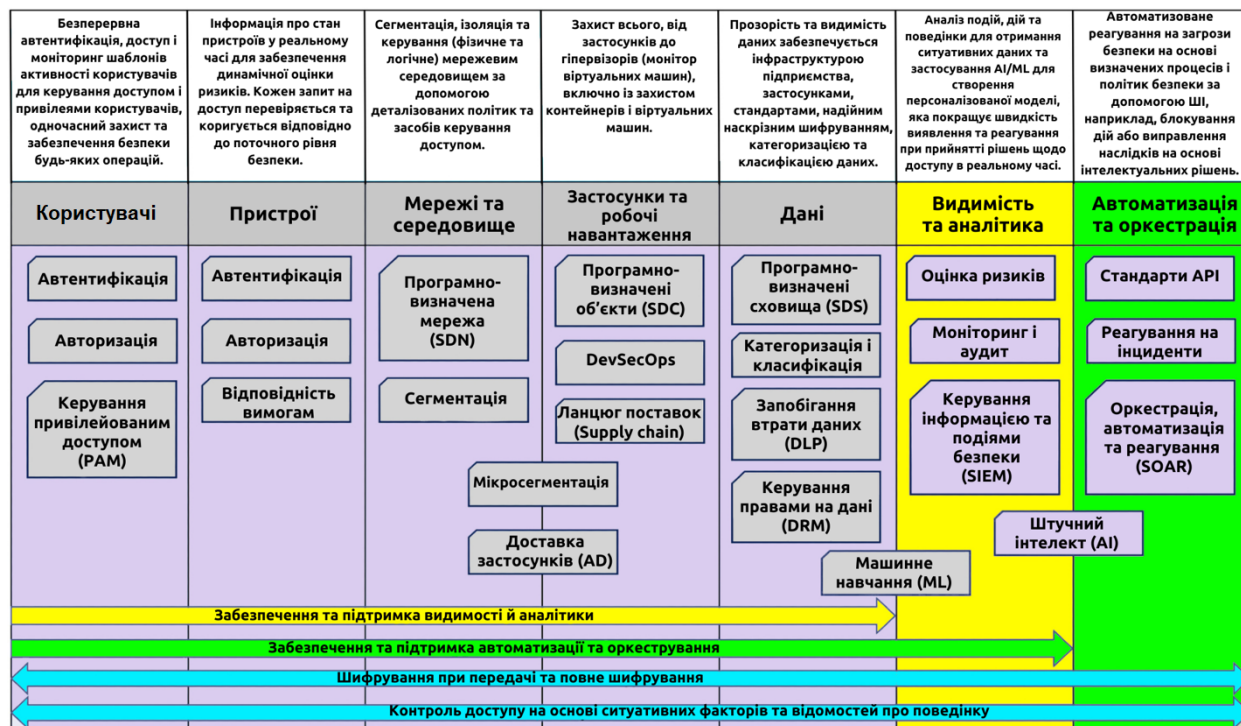 Безперервна
автентифікація, доступ і
моніторинг шаблонів
активності користувачів
для керування доступом і
привілеями користувачів,
одночасний захист та
забезпечення безпеки
будь-яких операцій.
Інформація про стан
пристроїв у реальному
часі для забезпечення
динамічної оцінки
ризиків. Кожен запит на
доступ перевіряється та
коригується відповідно
до поточного рівня
безпеки.
Сегментація, ізоляція та
керування (фізичне та
логічне) мережевим
середовищем за
допомогою
деталізованих політик та
засобів керування
доступом.
Захист всього, від
застосунків до
гіпервізорів (монітор
віртуальних машин),
включно із захистом
контейнерів і віртуальних
машин.
Прозорість та видимість
даних забезпечується
інфраструктурою
підприємства,
застосунками,
стандартами, надійним
наскрізним шифруванням,
категоризацією та
класифікацією даних.
Аналіз подій, дій та
поведінки для отримання
ситуативних даних та
застосування AI/ML для
створення
персоналізованої моделі,
яка покращує швидкість
виявлення та реагування
при прийнятті рішень щодо
доступу в реальному часі.
Автоматизоване
реагування на загрози
безпеки на основі
визначених процесів і
політик безпеки за
допомогою ШІ,
наприклад, блокування
дій або виправлення
наслідків на основі
інтелектуальних рішень.
Користувачі
Пристрої
Мережі та
середовище
Застосунки та
робочі
навантаження
Дані
Видимість
та аналітика
Автоматизація
та оркестрація
Автентифікація
Авторизація
Керування
привілейованим
доступом
(PAM)
Автентифікація
Авторизація
Відповідність
вимогам
Програмно-
визначена
мережа
(SDN)
Сегментація
Мікросегментація
Доставка
застосунків (AD)
Програмно-
визначені
об’єкти (SDC)
DevSecOps
Ланцюг поставок
(Supply chain)
Програмно-
визначені
сховища (SDS)
Категоризація і
класифікація
Запобігання
втрати даних
(DLP)
Керування
правами на дані
(DRM)
Машинне
навчання (ML)
Оцінка ризиків
Моніторинг і
аудит
Керування
інформацією та
подіями
безпеки
(SIEM)
Штучний
інтелект (AI)
Стандарти API
Реагування на
інциденти
Оркестрація,
автоматизація
та реагування
(SOAR)
Забезпечення та підтримка видимості й аналітики
Забезпечення та підтримка автоматизації та оркестрування
Шифрування при передачі та повне шифрування
Контроль доступу на основі ситуативних факторів та відомостей про поведінку